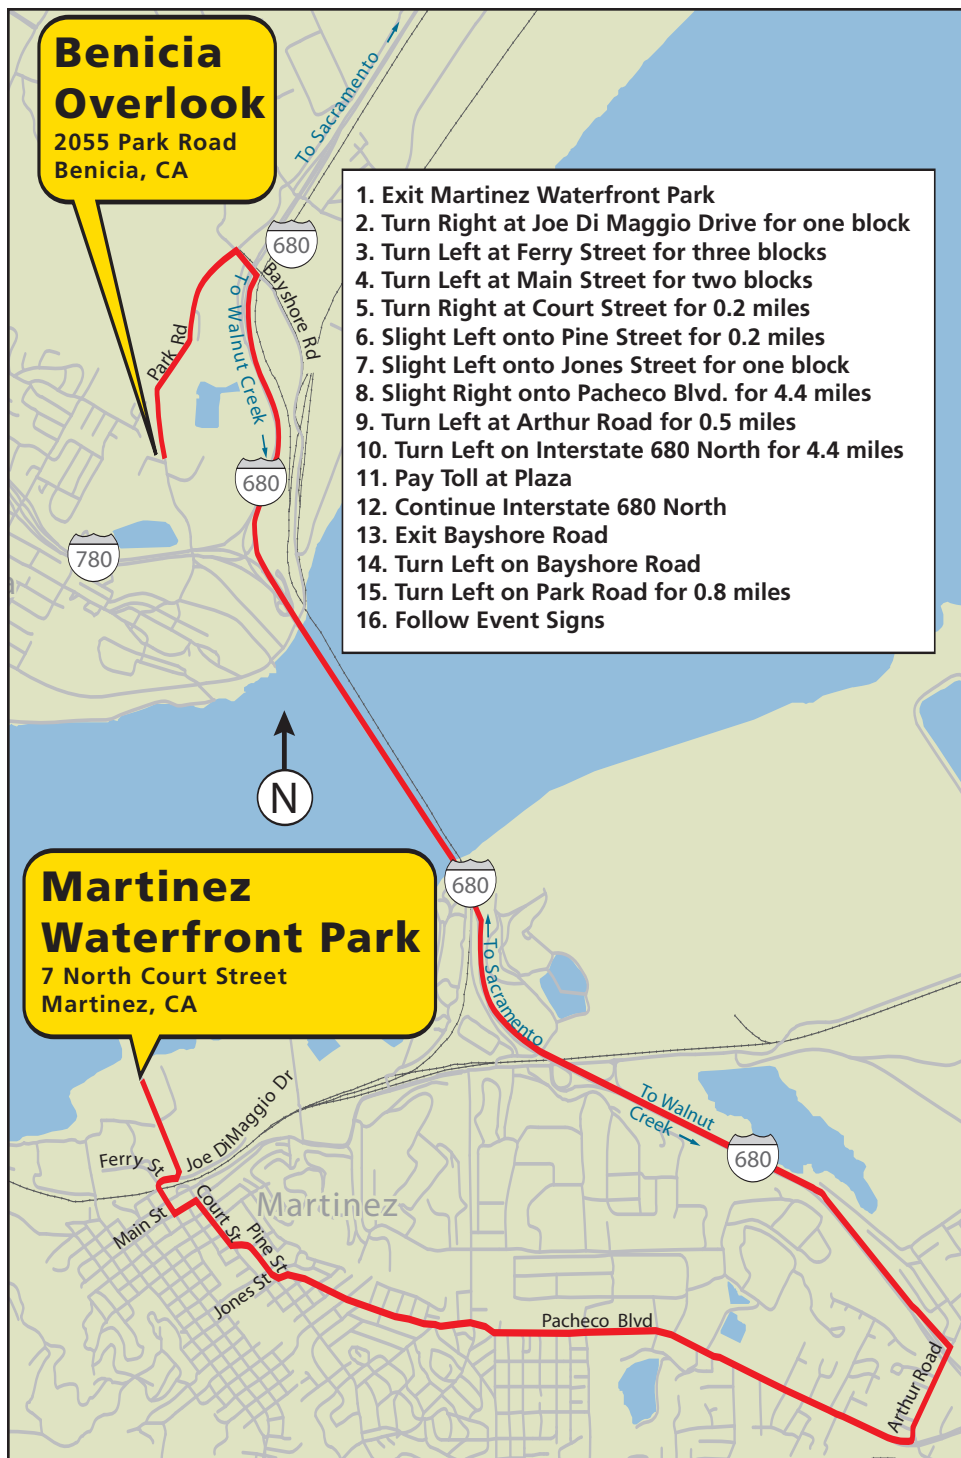 Benicia
Overlook
2055 Park Road
Benicia, CA
To Sacramento
1. Exit Martinez Waterfront Park
2. Turn Right at Joe Di Maggio Drive for one block
3. Turn Left at Ferry Street for three blocks
4. Turn Left at Main Street for two blocks
5. Turn Right at Court Street for 0.2 miles
6. Slight Left onto Pine Street for 0.2 miles
7. Slight Left onto Jones Street for one block
8. Slight Right onto Pacheco Blvd. for 4.4 miles
9. Turn Left at Arthur Road for 0.5 miles
10. Turn Left on Interstate 680 North for 4.4 miles
11. Pay Toll at Plaza
12. Continue Interstate 680 North
13. Exit Bayshore Road
14. Turn Left on Bayshore Road
15. Turn Left on Park Road for 0.8 miles
16. Follow Event Signs
680
Bayshore Rd
To Walnut Creek
Park Rd
680
780
N
Martinez
Waterfront Park
7 North Court Street
Martinez, CA
680
To Sacramento
Joe DiMaggio Dr
To Walnut
Creek
680
Ferry St
Martinez
Main St
Court St
Pine St
Jones St
Pacheco Blvd
Arthur Road